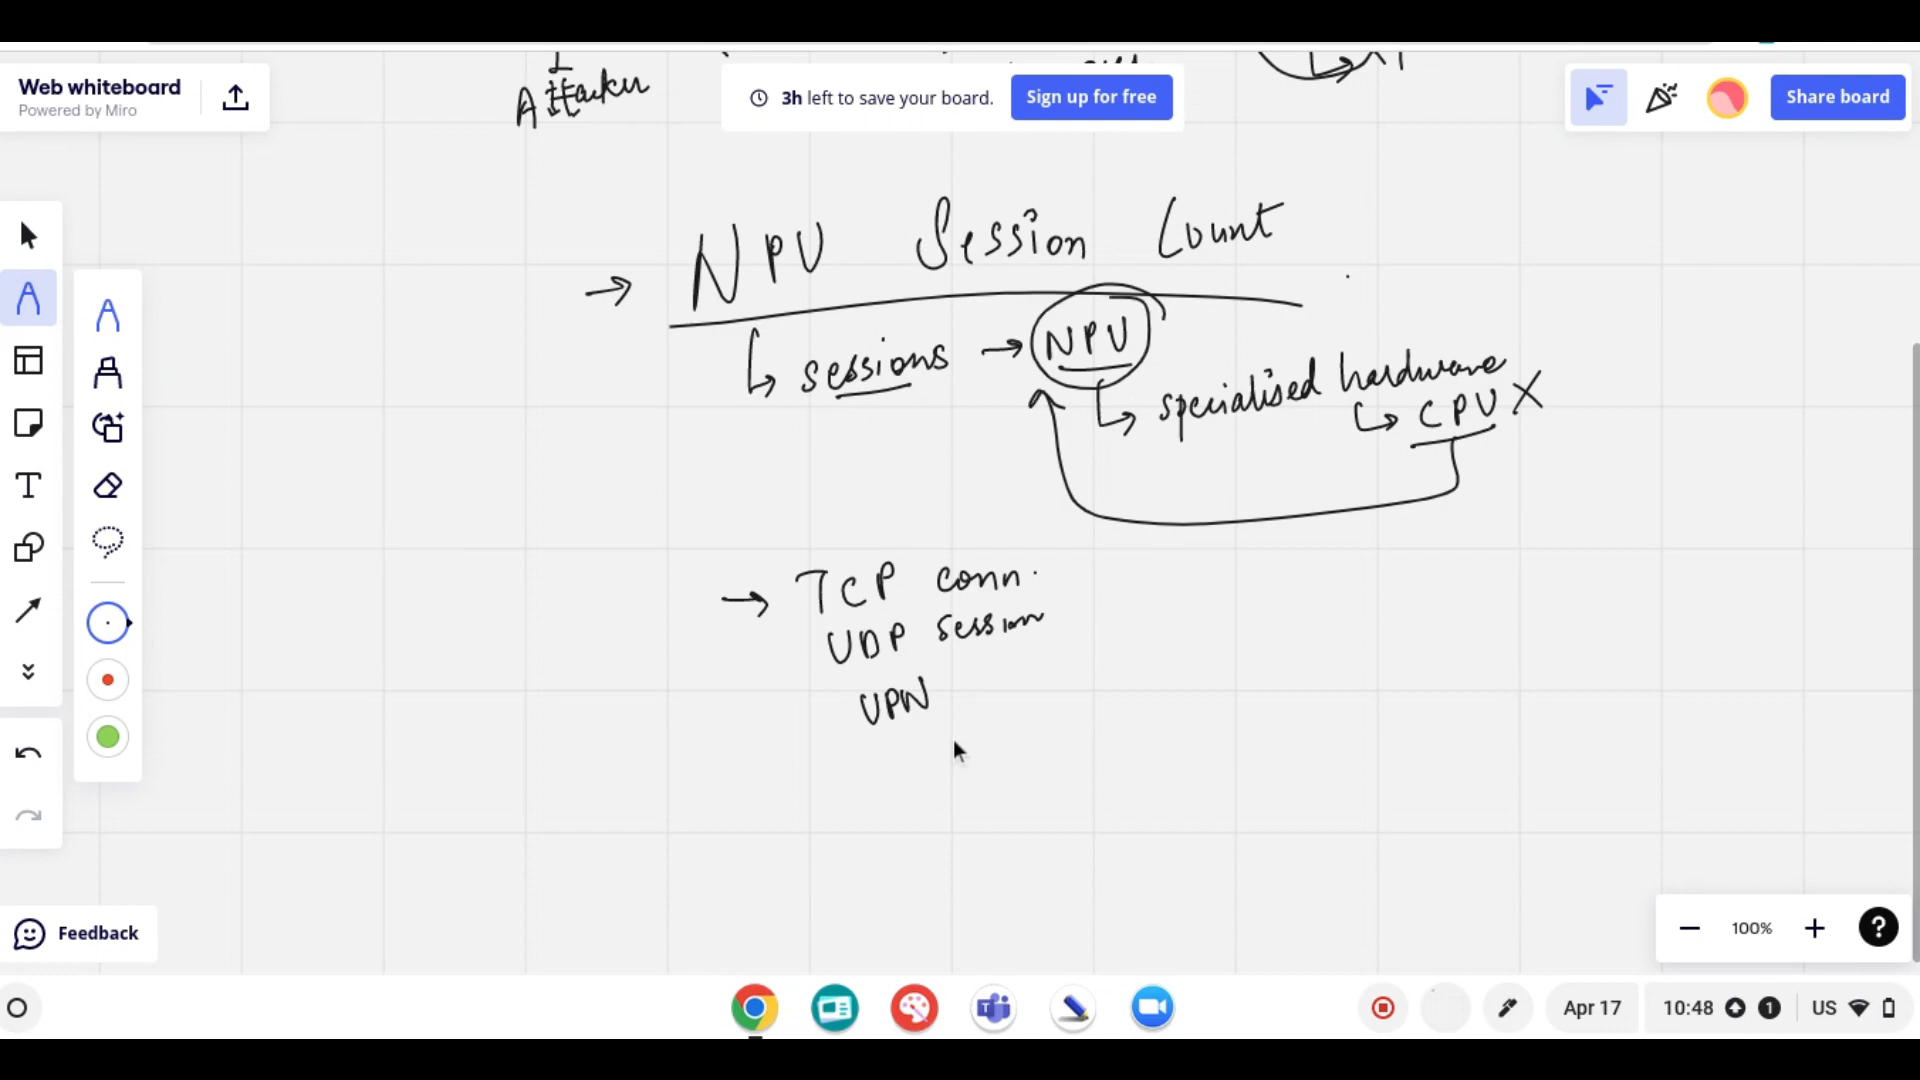 Attacker
Web whiteboard
Powered by Miro
3h left to save your board.
Sign up for free
Share board
→ NPU Session Count
↳ sessions → NPU
↳ specialised hardware
↳ CPU X
→ TCP conn.
UDP session
VPN
T
Feedback
100%
?
Apr 17
10:48
1
US